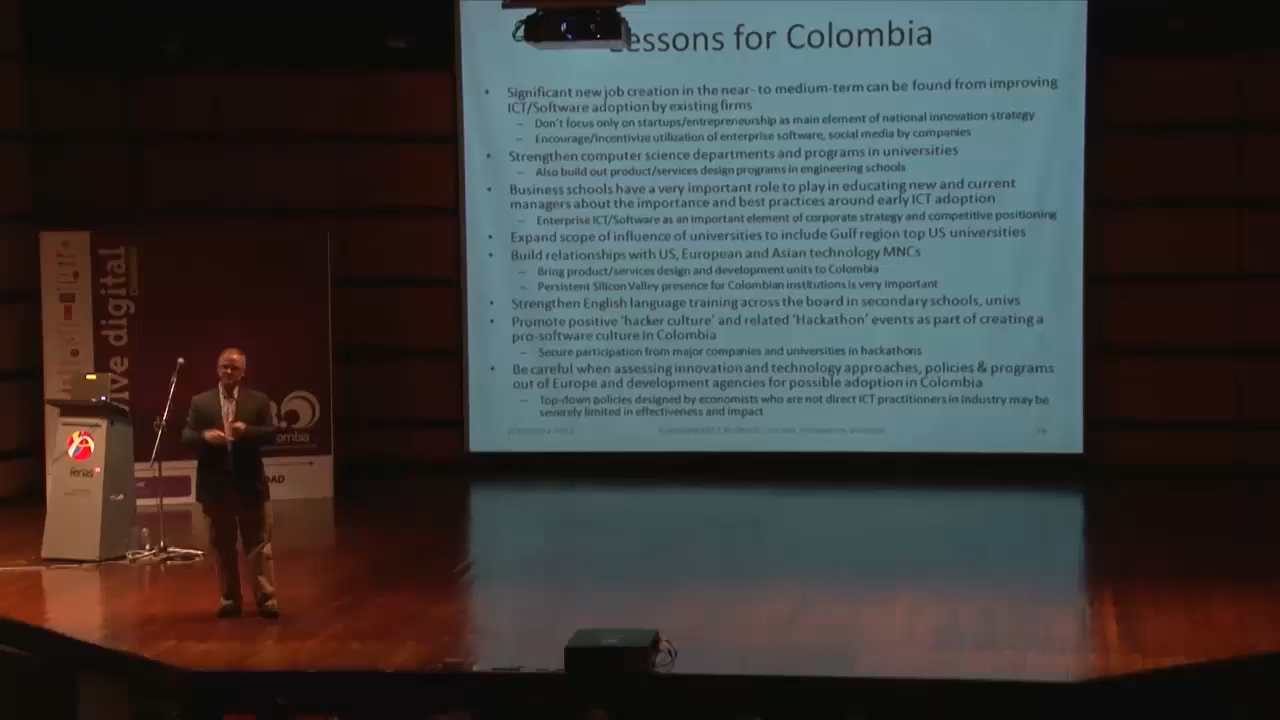 Lessons for Colombia
• Significant new job creation in the near- to medium-term can be found from improving
ICT/Software adoption by existing firms
– Don't focus only on startups/entrepreneurship as main element of national innovation strategy
– Encourage/incentivize utilization of enterprise software, social media by companies
• Strengthen computer science departments and programs in universities
– Also build out product/services design programs in engineering schools
• Business schools have a very important role to play in educating new and current
managers about the importance and best practices around early ICT adoption
– Enterprise ICT/Software as an important element of corporate strategy and competitive positioning
• Expand scope of influence of universities to include Gulf region top US universities
• Build relationships with US, European and Asian technology MNCs
– Bring product/services design and development units to Colombia
– Persistent Silicon Valley presence for Colombian institutions is very important
• Strengthen English language training across the board in secondary schools, univs
• Promote positive 'hacker culture' and related 'Hackathon' events as part of creating a
pro-software culture in Colombia
– Secure participation from major companies and universities in hackathons
• Be careful when assessing innovation and technology approaches, policies & programs
out of Europe and development agencies for possible adoption in Colombia
– Top-down policies designed by economists who are not direct ICT practitioners in industry may be
severely limited in effectiveness and impact
ive digital
ombia
DAD
ferias